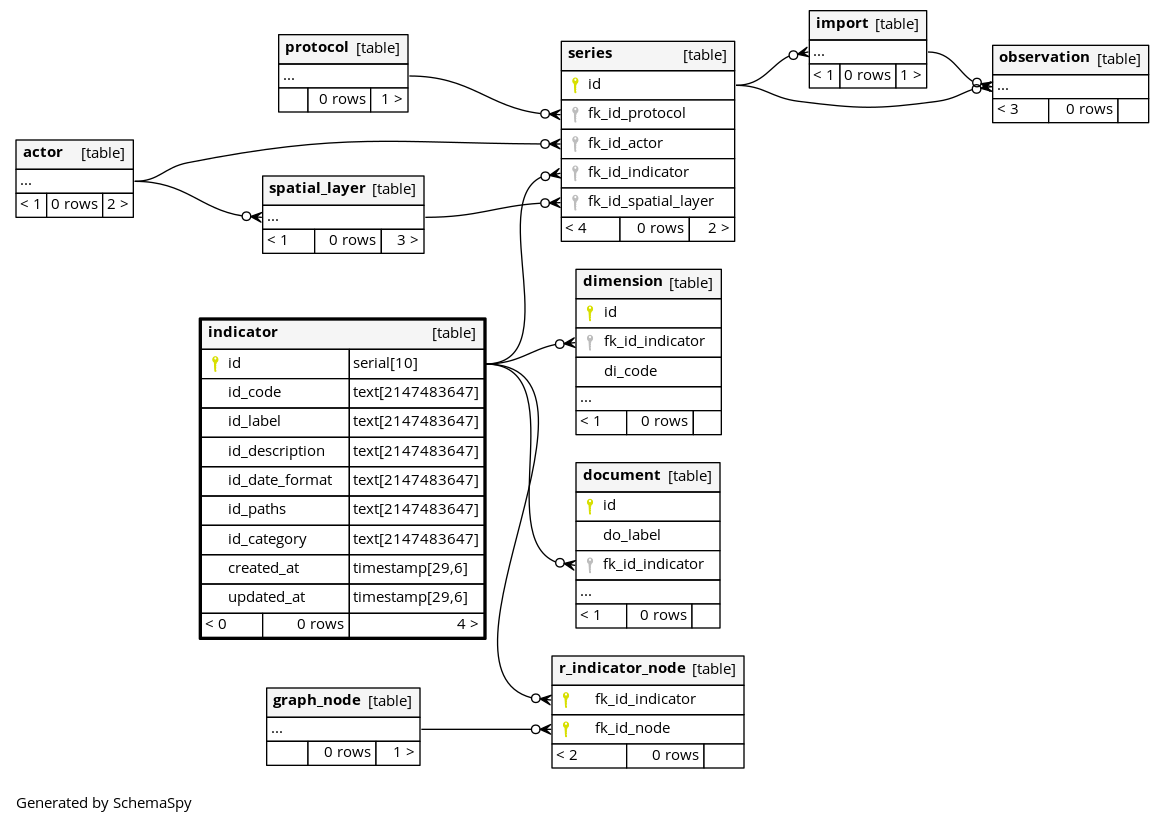 protocol [table]
...
0 rows 1 >
actor [table]
...
< 1 0 rows 2 >
spatial_layer [table]
...
< 1 0 rows 3 >
series [table]
id
fk_id_protocol
fk_id_actor
fk_id_indicator
fk_id_spatial_layer
< 4 0 rows 2 >
import [table]
...
< 1 0 rows 1 >
observation [table]
...
< 3 0 rows
indicator [table]
id serial[10]
id_code text[2147483647]
id_label text[2147483647]
id_description text[2147483647]
id_date_format text[2147483647]
id_paths text[2147483647]
id_category text[2147483647]
created_at timestamp[29,6]
updated_at timestamp[29,6]
< 0 0 rows 4 >
dimension [table]
id
fk_id_indicator
di_code
...
< 1 0 rows
document [table]
id
do_label
fk_id_indicator
...
< 1 0 rows
graph_node [table]
...
0 rows 1 >
r_indicator_node [table]
fk_id_indicator
fk_id_node
< 2 0 rows
Generated by SchemaSpy